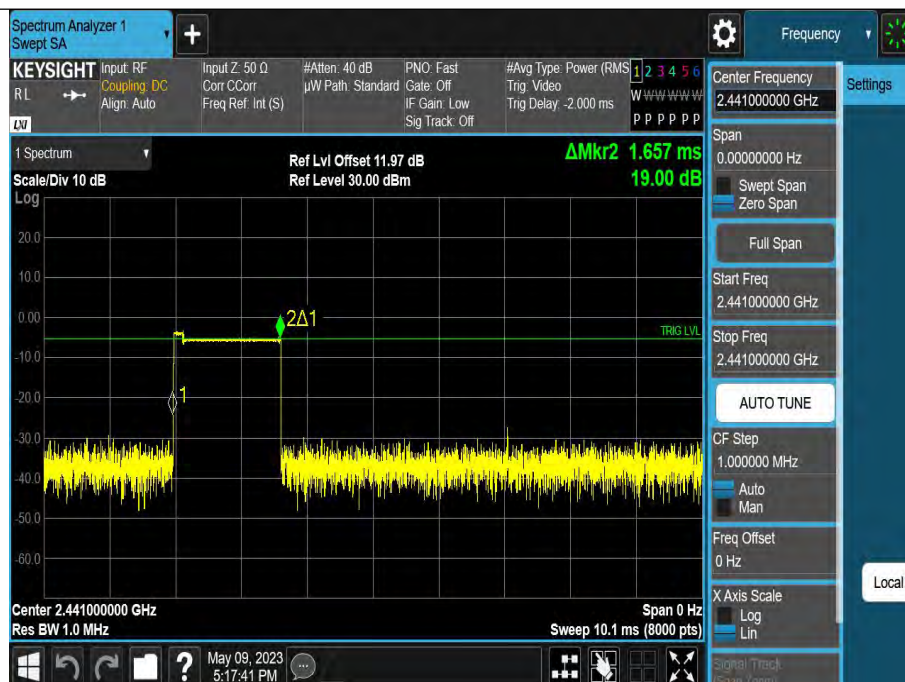 Spectrum Analyzer 1
Swept SA
+
Frequency
KEYSIGHT
RL
LXI
Input: RF
Coupling: DC
Align: Auto
Input Z: 50 Ω
Corr CCorr
Freq Ref: Int (S)
#Atten: 40 dB
µW Path: Standard
PNO: Fast
Gate: Off
IF Gain: Low
Sig Track: Off
#Avg Type: Power (RMS
Trig: Video
Trig Delay: -2.000 ms
1 2 3 4 5 6
W W W W W W
P P P P P P
Center Frequency
2.441000000 GHz
Settings
1 Spectrum
Scale/Div 10 dB
Ref Lvl Offset 11.97 dB
Ref Level 30.00 dBm
ΔMkr2 1.657 ms
19.00 dB
Log
20.0
10.0
0.00
-10.0
-20.0
-30.0
-40.0
-50.0
-60.0
2Δ1
1
TRIG LVL
Center 2.441000000 GHz
Res BW 1.0 MHz
Span 0 Hz
Sweep 10.1 ms (8000 pts)
Span
0.00000000 Hz
Swept Span
Zero Span
Full Span
Start Freq
2.441000000 GHz
Stop Freq
2.441000000 GHz
AUTO TUNE
CF Step
1.000000 MHz
Auto
Man
Freq Offset
0 Hz
X Axis Scale
Log
Lin
Signal Track
(Span Zoom)
Local
?
May 09, 2023
5:17:41 PM